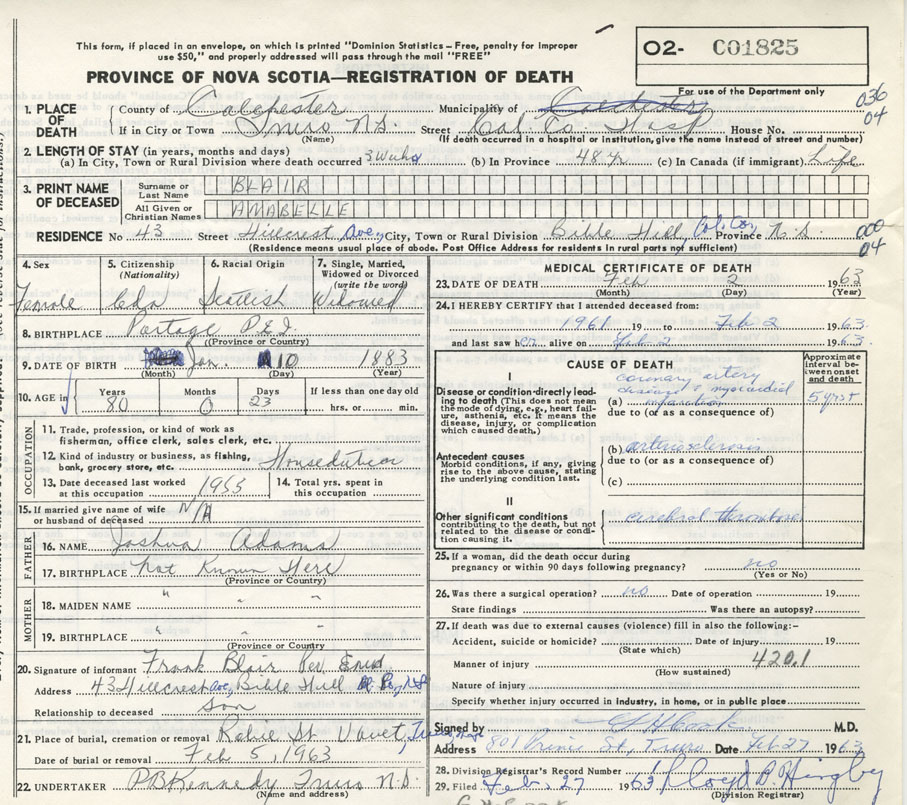 This form, if placed in an envelope, on which is printed "Dominion Statistics – Free, penalty for improper
use $50," and properly addressed will pass through the mail "FREE"
O2- C01825
For use of the Department only
PROVINCE OF NOVA SCOTIA—REGISTRATION OF DEATH
036
04
1. PLACE OF DEATH
County of Colchester Municipality of Colchester
If in City or Town Truro N.S. Street Col. Co. Hosp House No.
(Name) (If death occurred in a hospital or institution, give the name instead of street and number)
2. LENGTH OF STAY (in years, months and days)
(a) In City, Town or Rural Division where death occurred 3 (b) In Province 48 (c) In Canada (if immigrant) Life
3. PRINT NAME OF DECEASED
Surname or Last Name BLAIR
All Given or Christian Names AMABELLE
RESIDENCE No 43 Street Hillcrest Ave, City, Town or Rural Division Bible Hill, Col. Co, Province N.S.
000
04
(Residence means usual place of abode. Post Office Address for residents in rural parts not sufficient)
4. Sex Female
5. Citizenship (Nationality) Cdn
6. Racial Origin Scottish
7. Single, Married, Widowed or Divorced (write the word) Widowed
8. BIRTHPLACE Portage P.E.I.
(Province or Country)
9. DATE OF BIRTH Jan. 10 1883
(Month) (Day) (Year)
10. AGE in Years 80 Months 0 Days 23 If less than one day old
hrs. or min.
OCCUPATION
11. Trade, profession, or kind of work as
fisherman, office clerk, sales clerk, etc.
12. Kind of industry or business, as fishing,
bank, grocery store, etc.
13. Date deceased last worked
at this occupation 1955
14. Total yrs. spent in
this occupation
15. If married give name of wife
or husband of deceased N/A
FATHER
16. NAME Joshua Adams
17. BIRTHPLACE Not Known Here
(Province or Country)
MOTHER
18. MAIDEN NAME " "
19. BIRTHPLACE " "
(Province or Country)
20. Signature of informant Frank Blair Per
Address 43 Hillcrest Ave, Bible Hill
Relationship to deceased Son
21. Place of burial, cremation or removal Robie St
Date of burial or removal Feb 5, 1963
22. UNDERTAKER P.B Kennedy Truro N.S.
(Name and address)
MEDICAL CERTIFICATE OF DEATH
23. DATE OF DEATH Feb 2 1963
(Month) (Day) (Year)
24. I HEREBY CERTIFY that I attended deceased from:
1961 19 to Feb 2 1963
and last saw her alive on Feb 2 1963
CAUSE OF DEATH
Approximate interval between onset and death
I
Disease or condition directly leading to death (This does not mean the mode of dying, e.g., heart failure, asthenia, etc. It means the disease, injury, or complication which caused death.)
coronary artery
disease & myocardial
(a) infarction 5 yrs +
due to (or as a consequence of)
Antecedent causes
Morbid conditions, if any, giving rise to the above cause, stating the underlying condition last.
(b) arteriosclerosis
due to (or as a consequence of)
(c)
II
Other significant conditions
contributing to the death, but not related to the disease or condition causing it.
cerebral thrombosis
25. If a woman, did the death occur during
pregnancy or within 90 days following pregnancy? no
(Yes or No)
26. Was there a surgical operation? no Date of operation 19
State findings Was there an autopsy?
27. If death was due to external causes (violence) fill in also the following:–
Accident, suicide or homicide? Date of injury 19
(State which)
Manner of injury 420.1
(How sustained)
Nature of injury
Specify whether injury occurred in Industry, in home, or in public place
Signed by M.D.
Address 801 Prince St, Truro Date Feb 27 1963
28. Division Registrar's Record Number
29. Filed Feb. 27 1963
(Division Registrar)